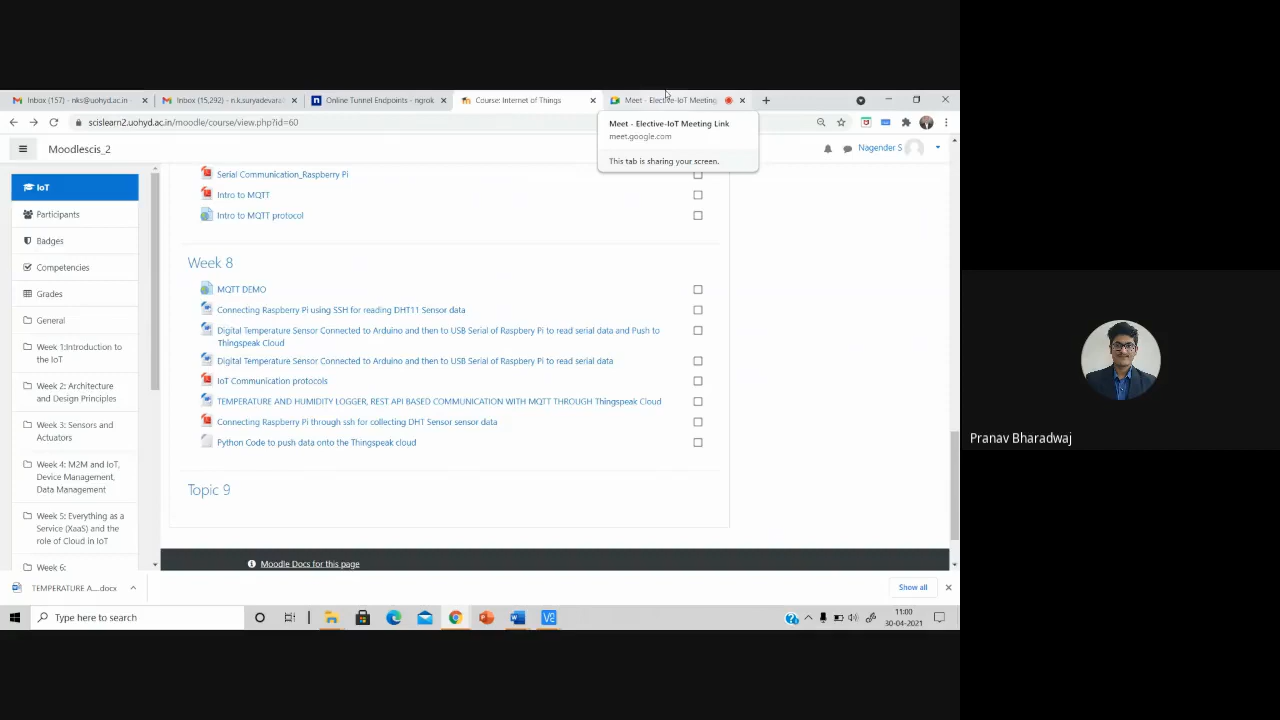 Inbox (157) - nks@uohyd.ac.in -
Inbox (15,292) - n.k.suryadevara
Online Tunnel Endpoints - ngrok
Course: Internet of Things
Meet - Elective-IoT Meeting
scislearn2.uohyd.ac.in/moodle/course/view.php?id=60
Meet - Elective-IoT Meeting Link
meet.google.com
This tab is sharing your screen.
Moodlescis_2
Nagender S
IoT
Participants
Badges
Competencies
Grades
General
Week 1:Introduction to
the IoT
Week 2: Architecture
and Design Principles
Week 3: Sensors and
Actuators
Week 4: M2M and IoT,
Device Management,
Data Management
Week 5: Everything as a
Service (XaaS) and the
role of Cloud in IoT
Week 6:
Serial Communication_Raspberry Pi
Intro to MQTT
Intro to MQTT protocol
Week 8
MQTT DEMO
Connecting Raspberry Pi using SSH for reading DHT11 Sensor data
Digital Temperature Sensor Connected to Arduino and then to USB Serial of Raspbery Pi to read serial data and Push to
Thingspeak Cloud
Digital Temperature Sensor Connected to Arduino and then to USB Serial of Raspbery Pi to read serial data
IoT Communication protocols
TEMPERATURE AND HUMIDITY LOGGER, REST API BASED COMMUNICATION WITH MQTT THROUGH Thingspeak Cloud
Connecting Raspberry Pi through ssh for collecting DH1 Sensor sensor data
Python Code to push data onto the Thingspeak cloud
Topic 9
Moodle Docs for this page
TEMPERATURE A....docx
Show all
Type here to search
11:00
30-04-2021
Pranav Bharadwaj